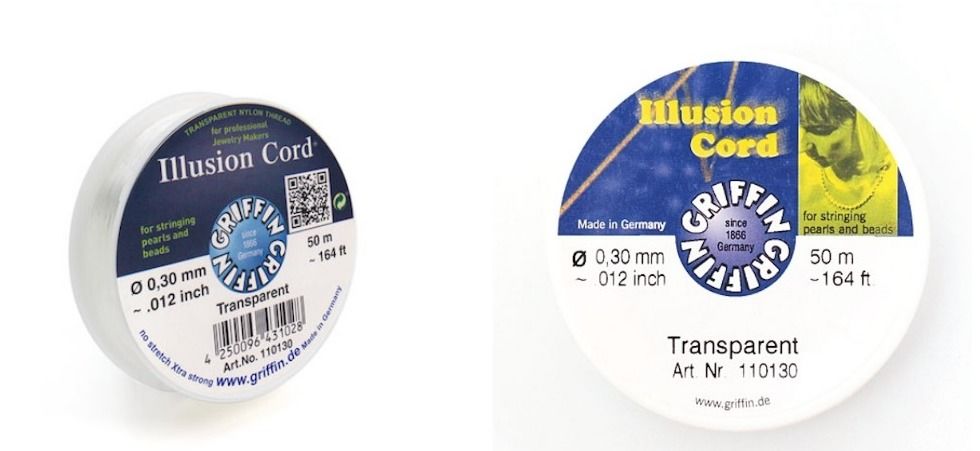 TRANSPARENT NYLON THREAD
for professional
Jewelry Makers
Illusion Cord®
for stringing
pearls and
beads
GRIFFIN GRIFFIN
since
1866
Germany
50 m
~ 164 ft
Ø 0,30 mm
~ .012 inch
Transparent
4 250096 431028
Art.No. 110130
no stretch Xtra strong www.griffin.de Made in Germany
Illusion
Cord
Made in Germany
for stringing
pearls and beads
GRIFFIN GRIFFIN
since
1866
Germany
Ø 0,30 mm
~ 012 inch
50 m
~164 ft
Transparent
Art. Nr. 110130
www.griffin.de